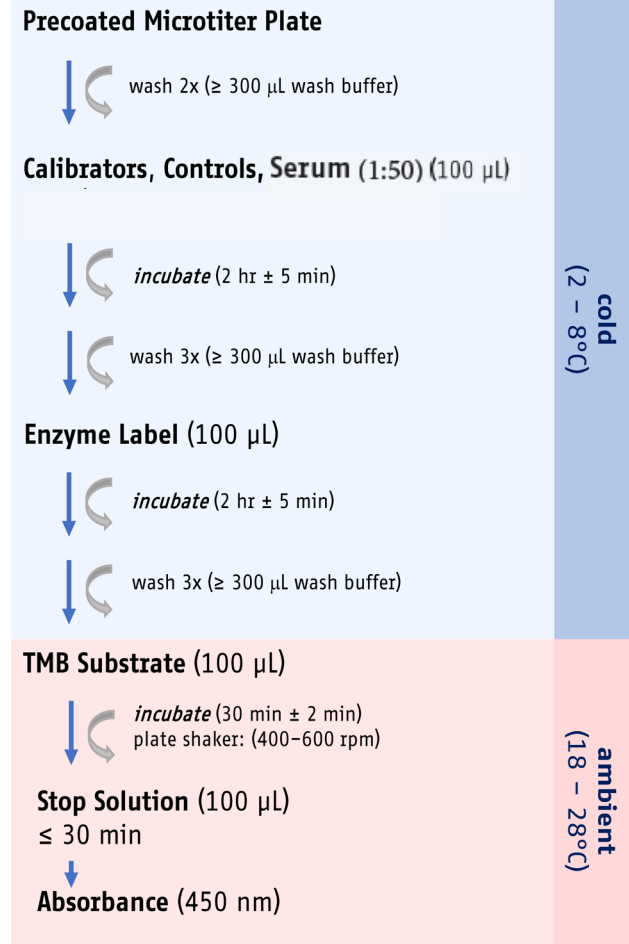 Precoated Microtiter Plate
wash 2x (≥ 300 µL wash buffer)
Calibrators, Controls, Serum (1:50) (100 µL)
incubate (2 hr ± 5 min)
wash 3x (≥ 300 µL wash buffer)
Enzyme Label (100 µL)
incubate (2 hr ± 5 min)
wash 3x (≥ 300 µL wash buffer)
cold
(2 – 8°C)
TMB Substrate (100 µL)
incubate (30 min ± 2 min)
plate shaker: (400–600 rpm)
Stop Solution (100 µL)
≤ 30 min
Absorbance (450 nm)
ambient
(18 – 28°C)